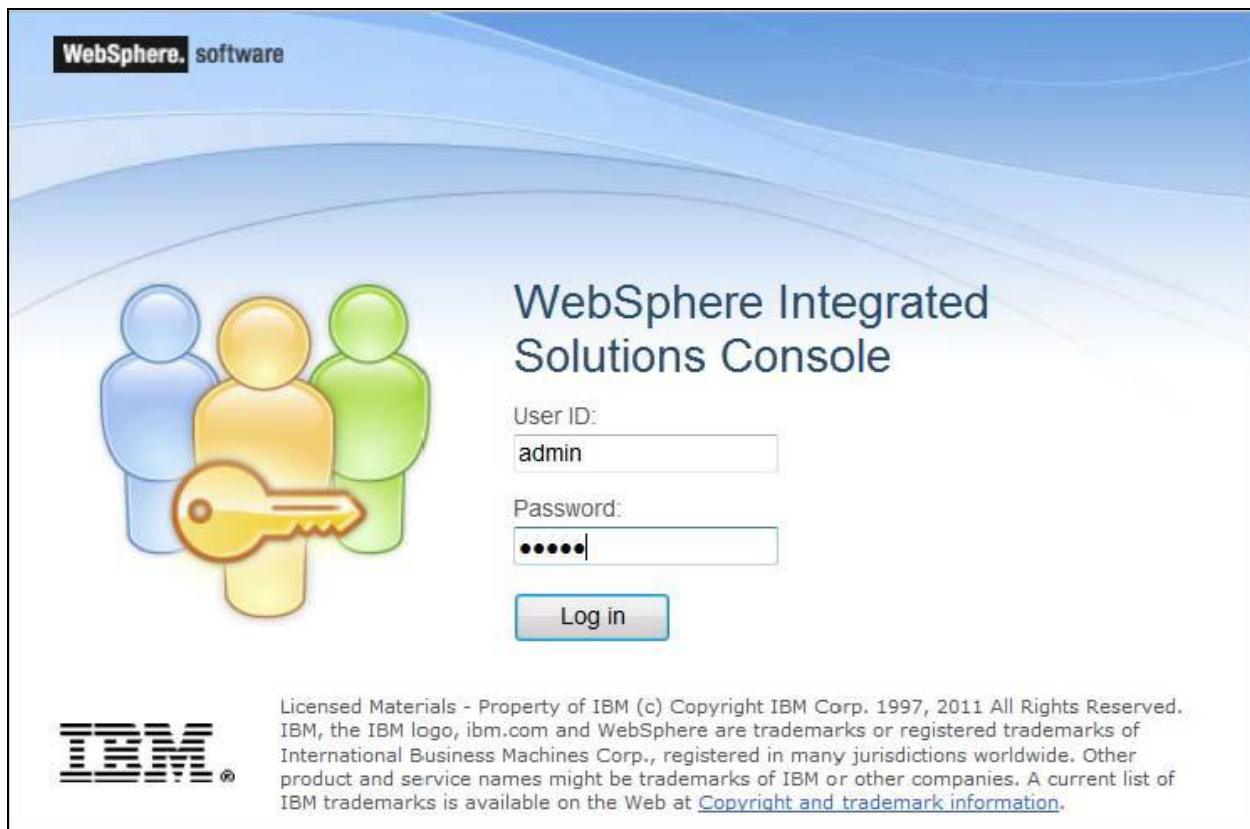 WebSphere. software
WebSphere Integrated
Solutions Console
User ID:
admin
Password:
●●●●●
Log in
Licensed Materials - Property of IBM (c) Copyright IBM Corp. 1997, 2011 All Rights Reserved.
IBM, the IBM logo, ibm.com and WebSphere are trademarks or registered trademarks of
International Business Machines Corp., registered in many jurisdictions worldwide. Other
product and service names might be trademarks of IBM or other companies. A current list of
IBM trademarks is available on the Web at Copyright and trademark information.
IBM®